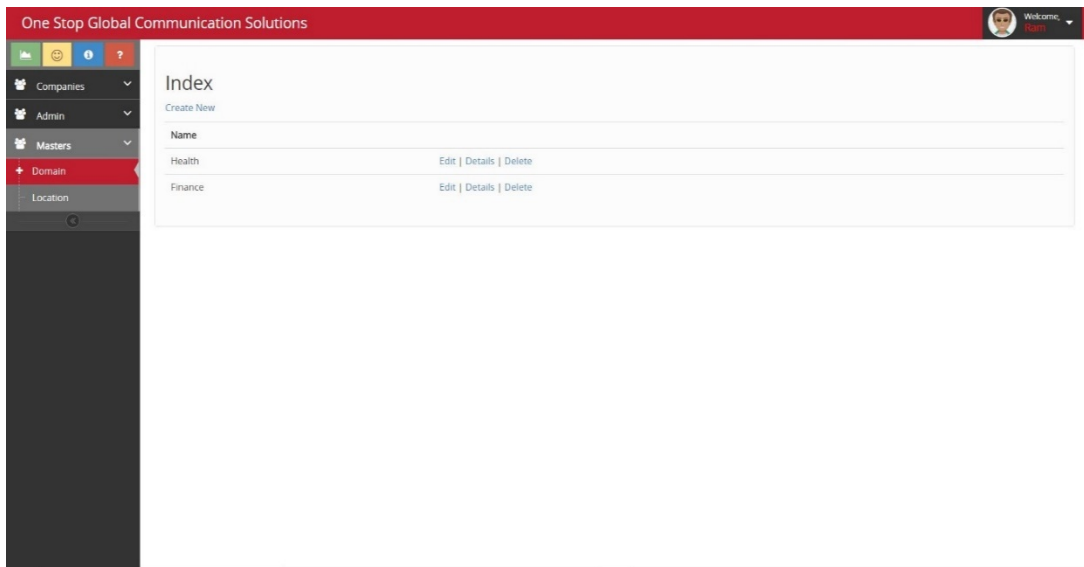 One Stop Global Communication Solutions
Welcome,
Ram
?
Companies
Admin
Masters
Domain
Location
Index
Create New
Name
Health Edit | Details | Delete
Finance Edit | Details | Delete